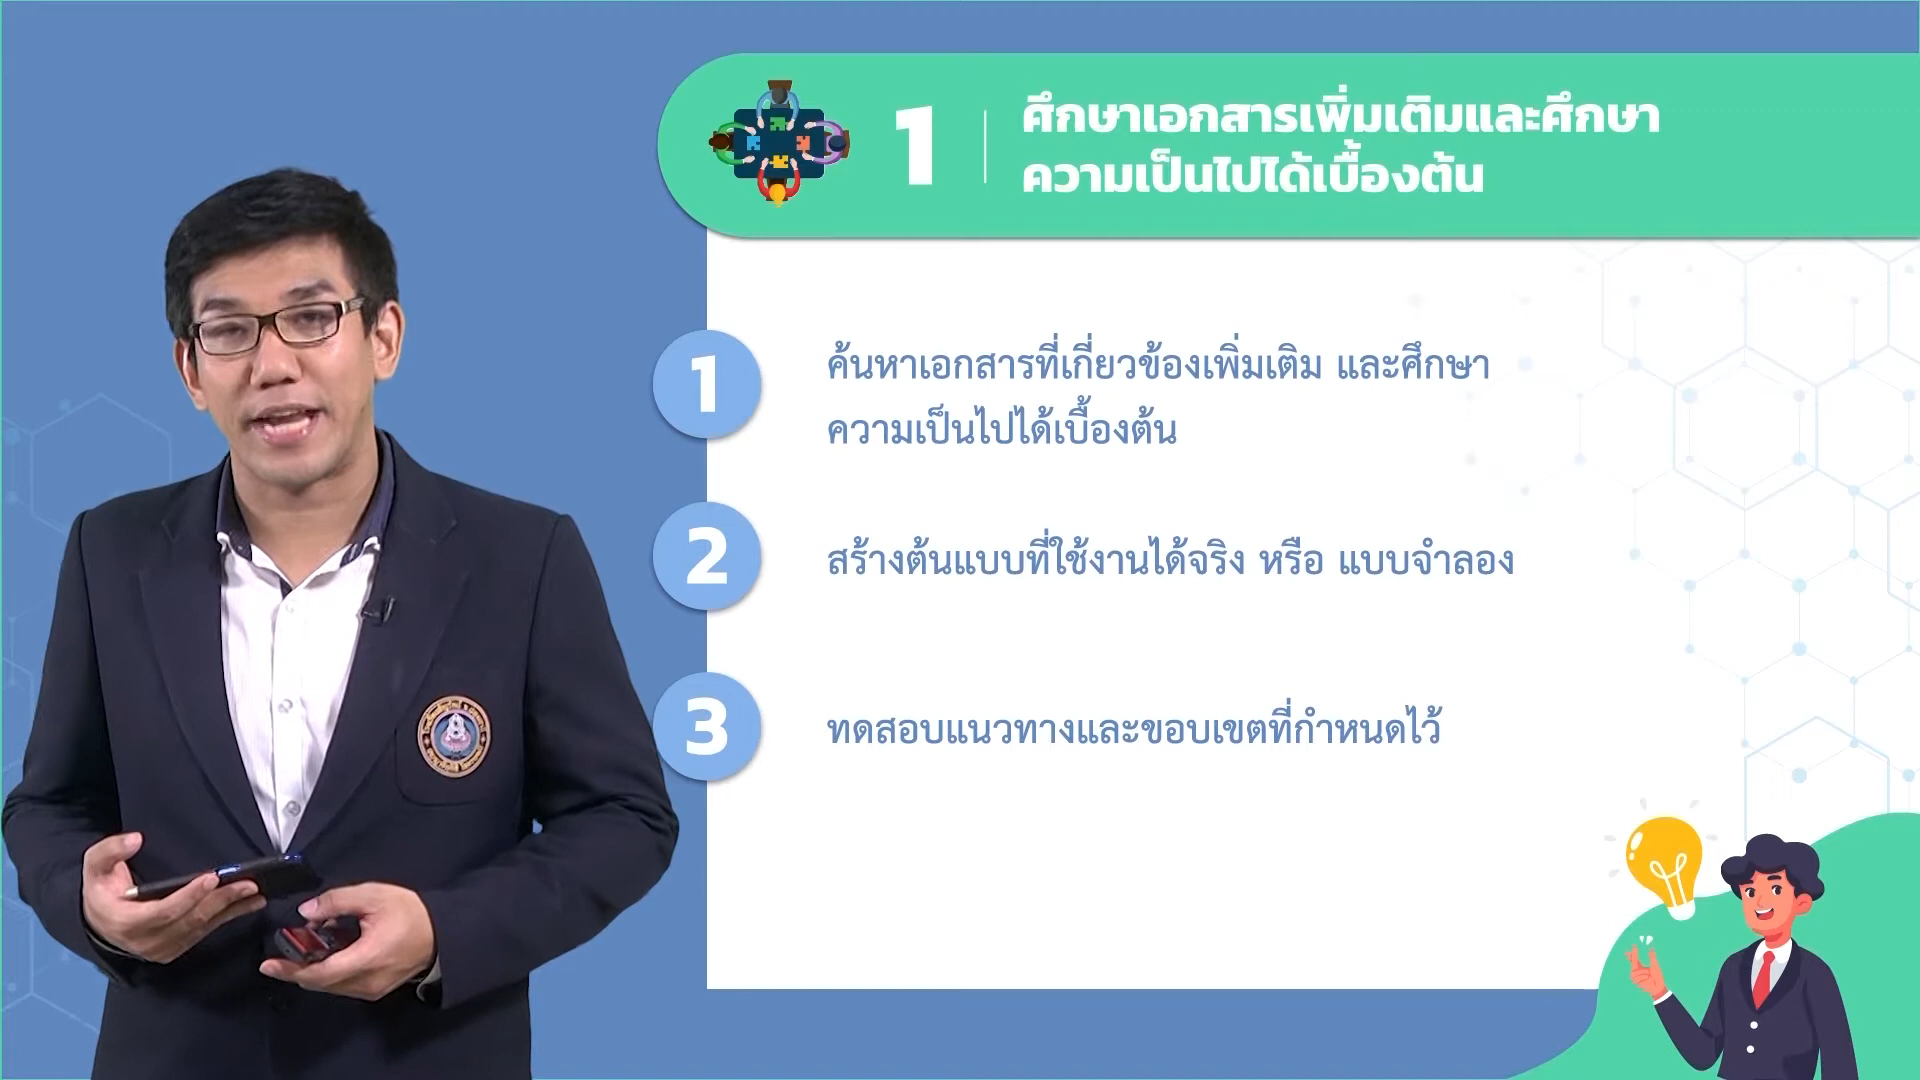 1
ศึกษาเอกสารเพิ่มเติมและศึกษา
ความเป็นไปได้เบื้องต้น
1
ค้นหาเอกสารที่เกี่ยวข้องเพิ่มเติม และศึกษา
ความเป็นไปได้เบื้องต้น
2
สร้างต้นแบบที่ใช้งานได้จริง หรือ แบบจำลอง
3
ทดสอบแนวทางและขอบเขตที่กำหนดไว้